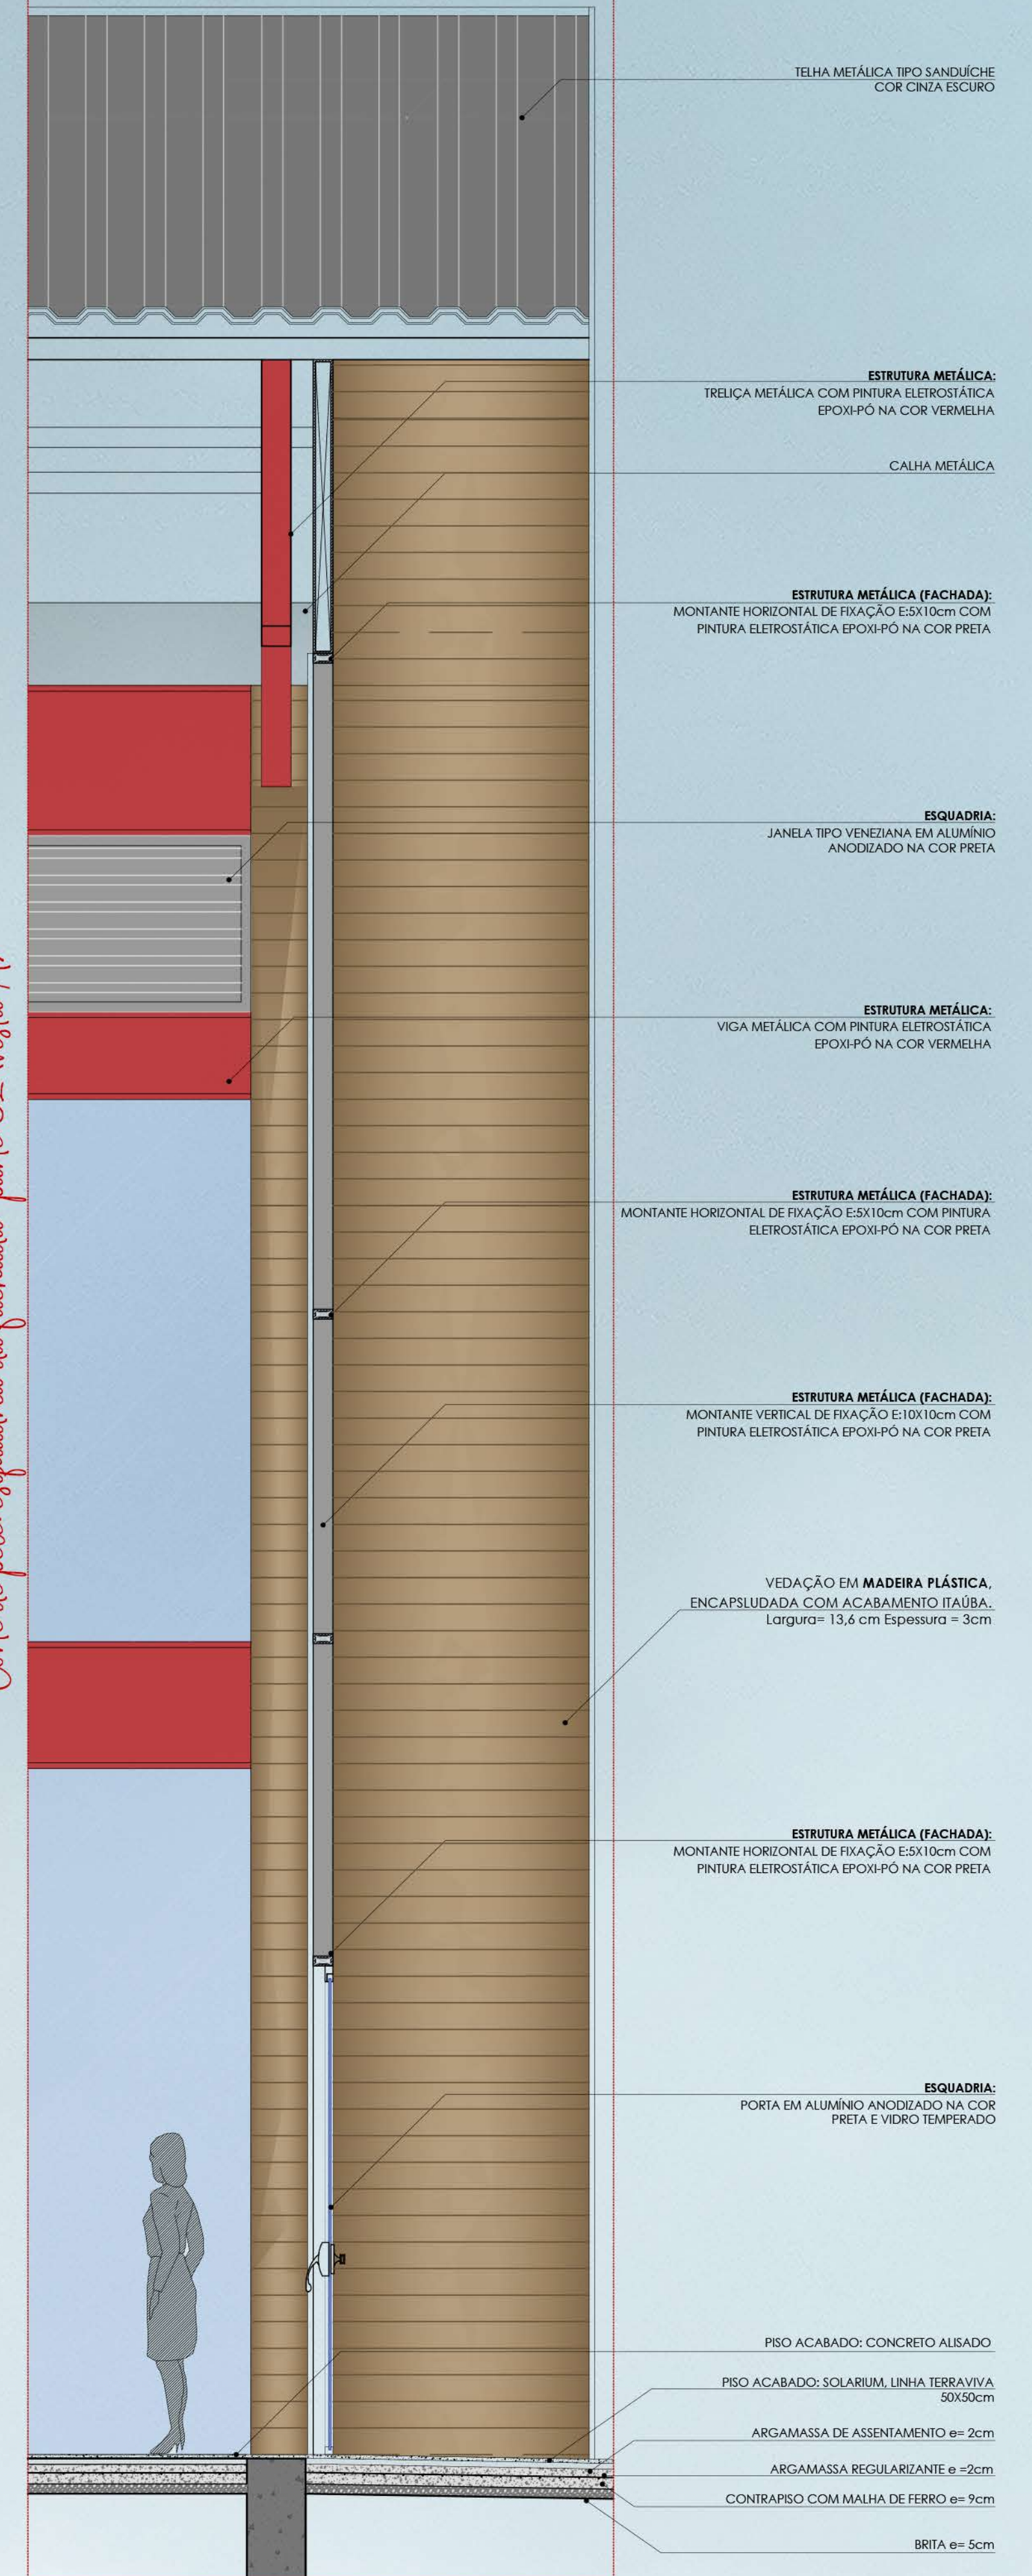 TELHA METÁLICA TIPO SANDUÍCHE
COR CINZA ESCURO
ESTRUTURA METÁLICA:
TRELIÇA METÁLICA COM PINTURA ELETROSTÁTICA
EPOXI-PÓ NA COR VERMELHA
CALHA METÁLICA
ESTRUTURA METÁLICA (FACHADA):
MONTANTE HORIZONTAL DE FIXAÇÃO E:5X10cm COM
PINTURA ELETROSTÁTICA EPOXI-PÓ NA COR PRETA
ESQUADRIA:
JANELA TIPO VENEZIANA EM ALUMÍNIO
ANODIZADO NA COR PRETA
ESTRUTURA METÁLICA:
VIGA METÁLICA COM PINTURA ELETROSTÁTICA
EPOXI-PÓ NA COR VERMELHA
ESTRUTURA METÁLICA (FACHADA):
MONTANTE HORIZONTAL DE FIXAÇÃO E:5X10cm COM PINTURA
ELETROSTÁTICA EPOXI-PÓ NA COR PRETA
ESTRUTURA METÁLICA (FACHADA):
MONTANTE VERTICAL DE FIXAÇÃO E:10X10cm COM
PINTURA ELETROSTÁTICA EPOXI-PÓ NA COR PRETA
VEDAÇÃO EM MADEIRA PLÁSTICA,
ENCAPSLUDADA COM ACABAMENTO ITAÚBA.
Largura= 13,6 cm Espessura = 3cm
ESTRUTURA METÁLICA (FACHADA):
MONTANTE HORIZONTAL DE FIXAÇÃO E:5X10cm COM
PINTURA ELETROSTÁTICA EPOXI-PÓ NA COR PRETA
ESQUADRIA:
PORTA EM ALUMÍNIO ANODIZADO NA COR
PRETA E VIDRO TEMPERADO
PISO ACABADO: CONCRETO ALISADO
PISO ACABADO: SOLARIUM, LINHA TERRAVIVA
50X50cm
ARGAMASSA DE ASSENTAMENTO e= 2cm
ARGAMASSA REGULARIZANTE e =2cm
CONTRAPISO COM MALHA DE FERRO e= 9cm
BRITA e= 5cm